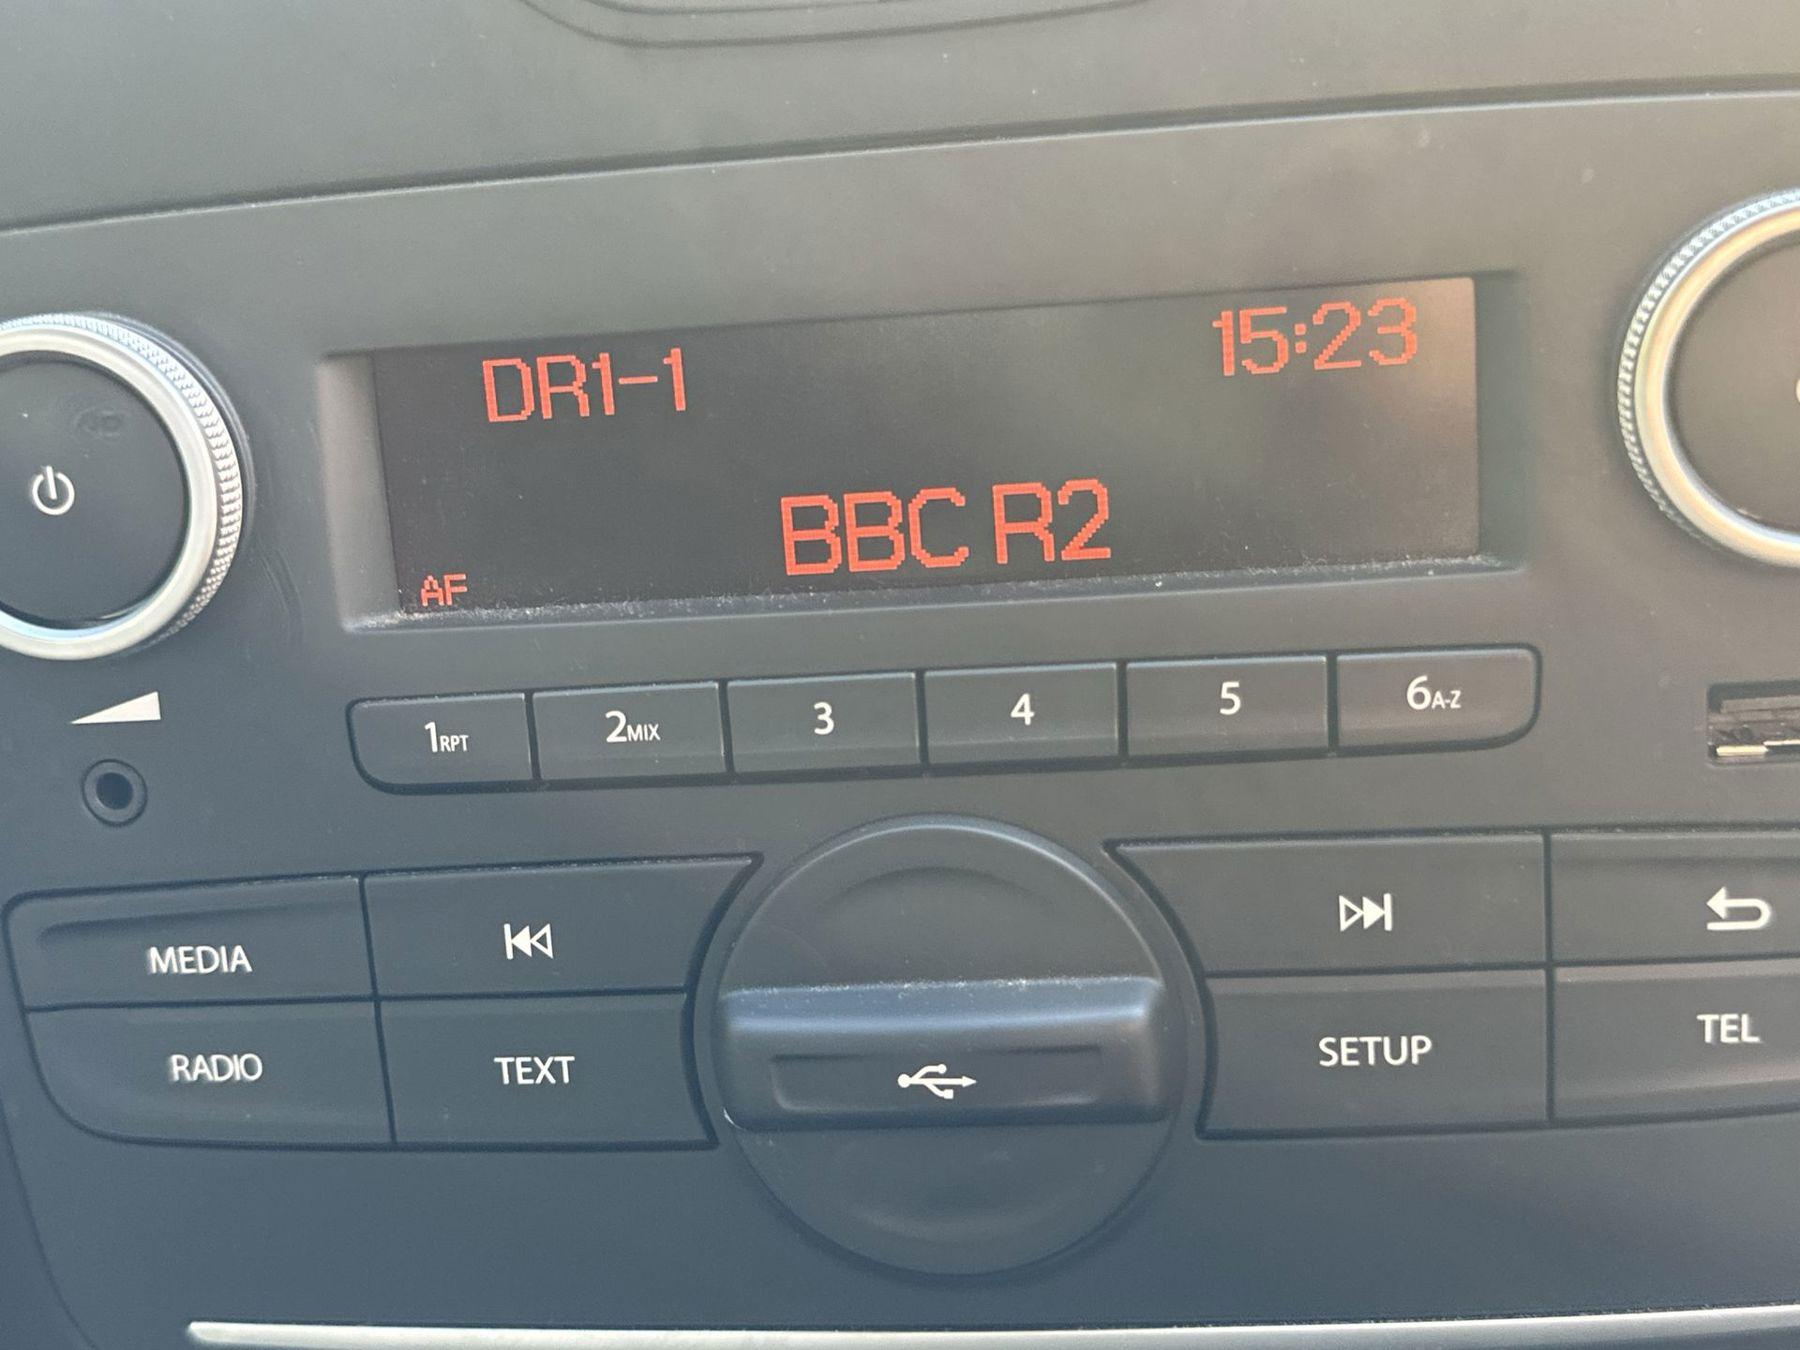 DR1-1 15:23
BBC R2
AF
1RPT 2MIX 3 4 5 6A-Z
MEDIA
RADIO TEXT SETUP TEL